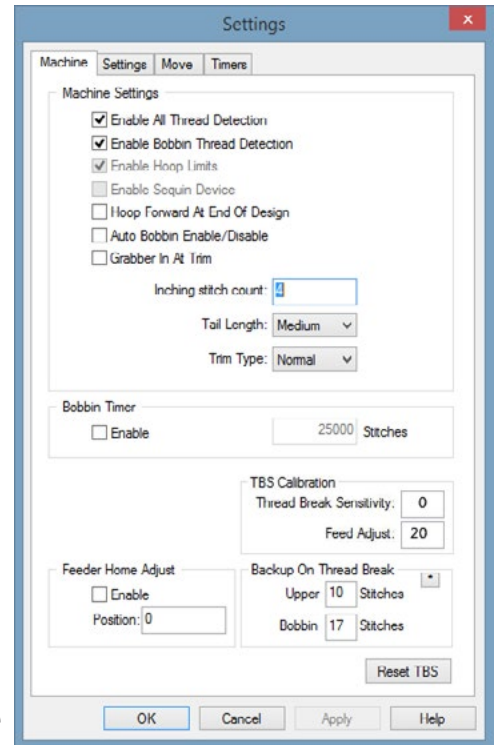 Settings
x
Machine Settings Move Timers
Machine Settings
Enable All Thread Detection
Enable Bobbin Thread Detection
Enable Hoop Limits
Enable Sequin Device
Hoop Forward At End Of Design
Auto Bobbin Enable/Disable
Grabber In At Trim
Inching stitch count: 4
Tail Length: Medium
Trim Type: Normal
Bobbin Timer
Enable 25000 Stitches
TBS Calibration
Thread Break Sensitivity: 0
Feed Adjust: 20
Feeder Home Adjust
Enable
Position: 0
Backup On Thread Break *
Upper 10 Stitches
Bobbin 17 Stitches
Reset TBS
OK Cancel Apply Help